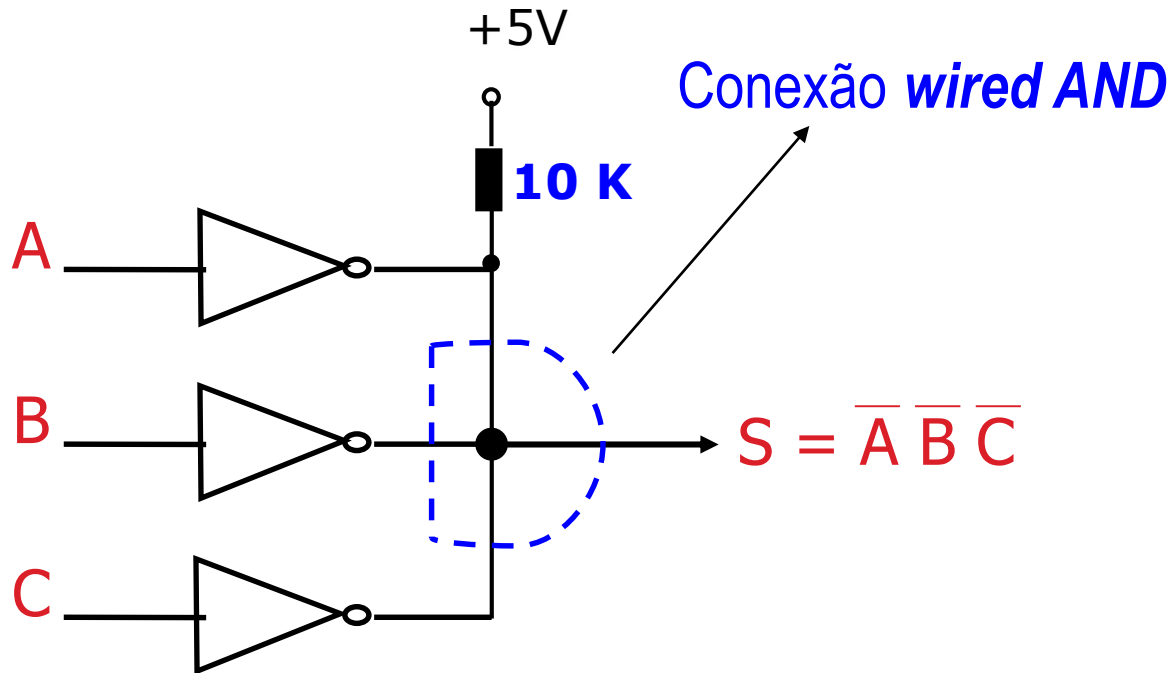 +5V
Conexão wired AND
10 K
A
B
S = A̅ B̅ C̅
C